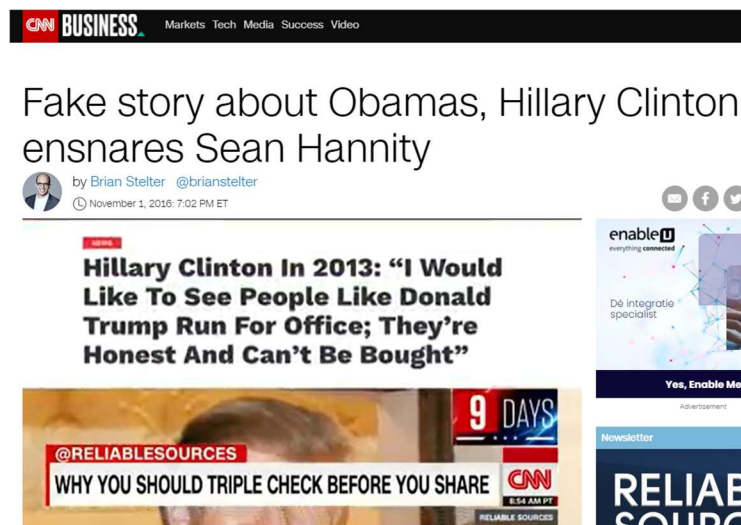 CNN BUSINESS Markets Tech Media Success Video
Fake story about Obamas, Hillary Clinton
ensnares Sean Hannity
by Brian Stelter @brianstelter
November 1, 2016: 7:02 PM ET
NEWS
Hillary Clinton In 2013: “I Would
Like To See People Like Donald
Trump Run For Office; They’re
Honest And Can’t Be Bought”
9 DAYS
@RELIABLESOURCES
WHY YOU SHOULD TRIPLE CHECK BEFORE YOU SHARE
CNN
8:54 AM PT
RELIABLE SOURCES
enableU
everything connected
Dé integratie
specialist
Yes, Enable Me
Advertisement
Newsletter